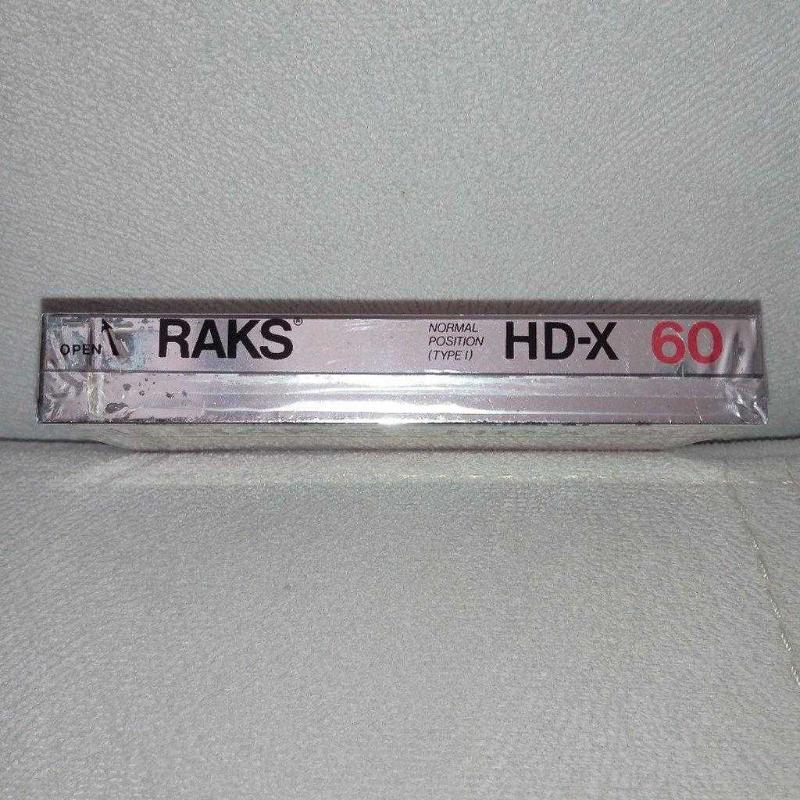 OPEN
RAKS®
NORMAL
POSITION
(TYPE I)
HD-X 60